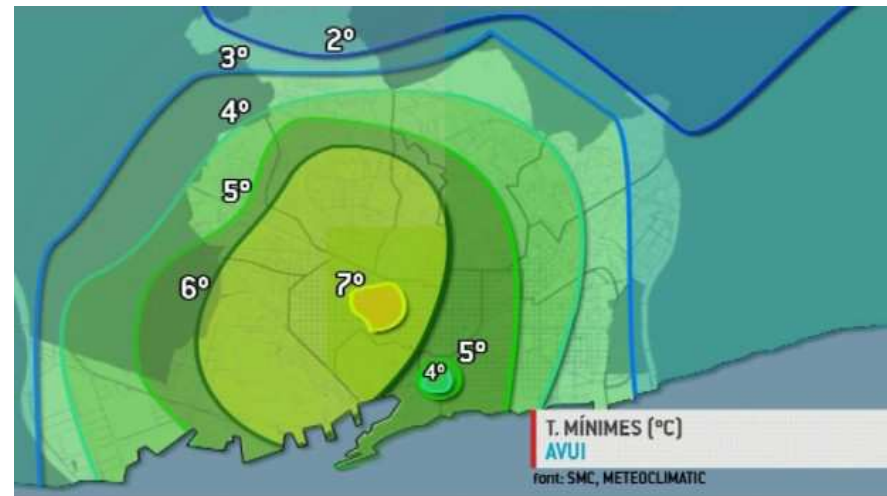 2º
3º
4º
5º
6º
7º
5º
4º
T. MÍNIMES (ºC)
AVUI
font: SMC, METEOCLIMATIC